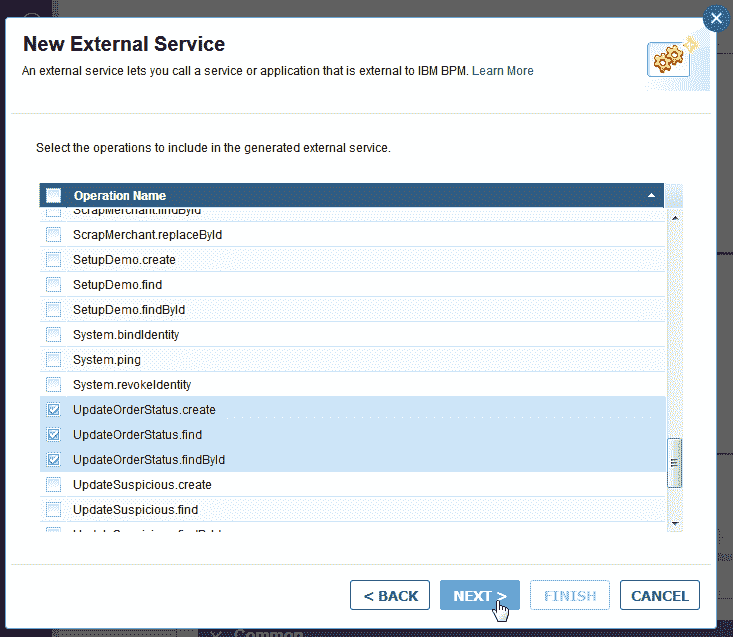 New External Service
An external service lets you call a service or application that is external to IBM BPM. Learn More
Select the operations to include in the generated external service.
Operation Name
ScrapMerchant.findById
ScrapMerchant.replaceById
SetupDemo.create
SetupDemo.find
SetupDemo.findById
System.bindIdentity
System.ping
System.revokeIdentity
UpdateOrderStatus.create
UpdateOrderStatus.find
UpdateOrderStatus.findById
UpdateSuspicious.create
UpdateSuspicious.find
< BACK NEXT > FINISH CANCEL
Common